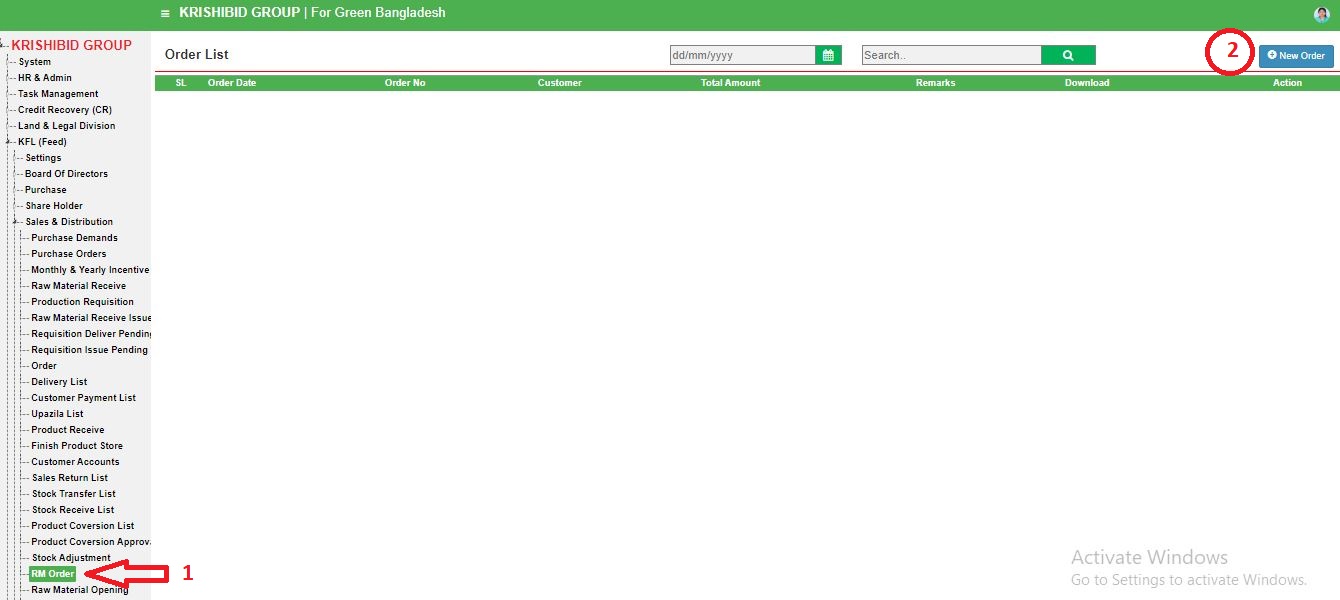 ≡ KRISHIBID GROUP | For Green Bangladesh
KRISHIBID GROUP
System
HR & Admin
Task Management
Credit Recovery (CR)
Land & Legal Division
KFL (Feed)
Settings
Board Of Directors
Purchase
Share Holder
Sales & Distribution
Purchase Demands
Purchase Orders
Monthly & Yearly Incentive
Raw Material Receive
Production Requisition
Raw Material Receive Issue
Requisition Deliver Pending
Requisition Issue Pending
Order
Delivery List
Customer Payment List
Upazila List
Product Receive
Finish Product Store
Customer Accounts
Sales Return List
Stock Transfer List
Stock Receive List
Product Coversion List
Product Coversion Approva
Stock Adjustment
RM Order
1
Raw Material Opening
Order List
dd/mm/yyyy
Search..
2
New Order
SL Order Date Order No Customer Total Amount Remarks Download Action
Activate Windows
Go to Settings to activate Windows.